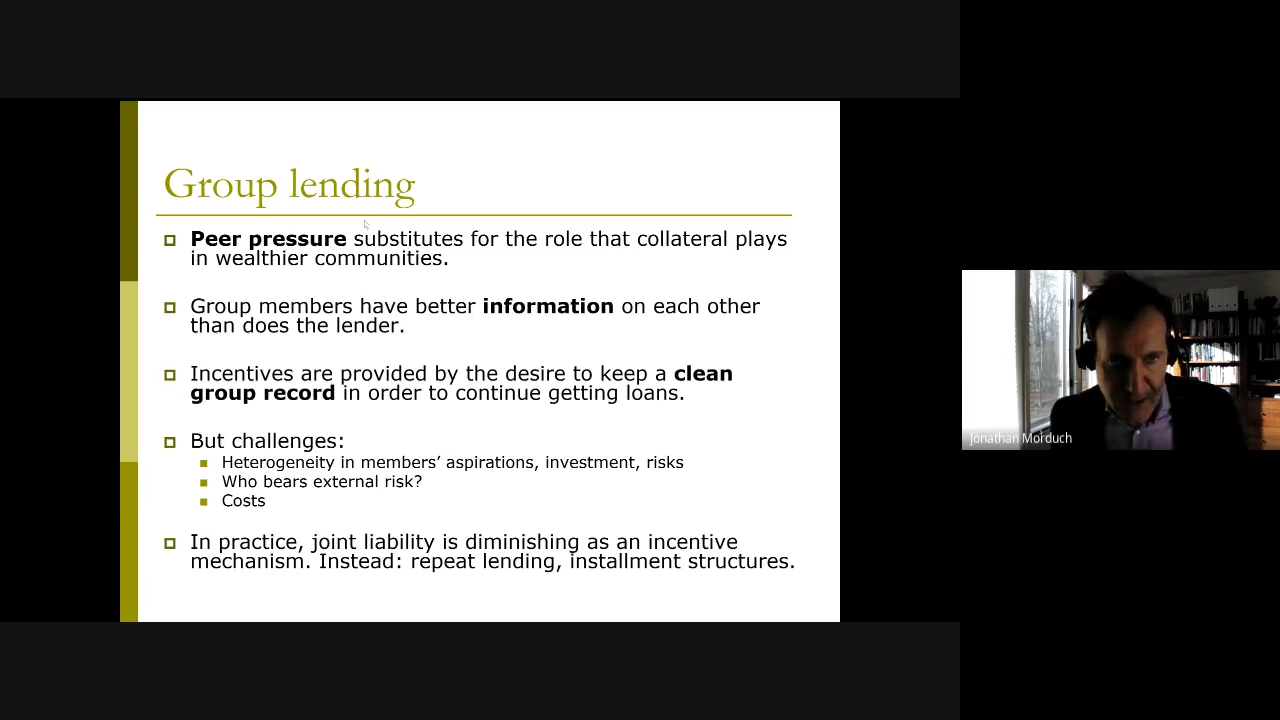 Group lending
Peer pressure substitutes for the role that collateral plays
in wealthier communities.
Group members have better information on each other
than does the lender.
Incentives are provided by the desire to keep a clean
group record in order to continue getting loans.
But challenges:
Heterogeneity in members' aspirations, investment, risks
Who bears external risk?
Costs
In practice, joint liability is diminishing as an incentive
mechanism. Instead: repeat lending, installment structures.
Jonathan Morduch